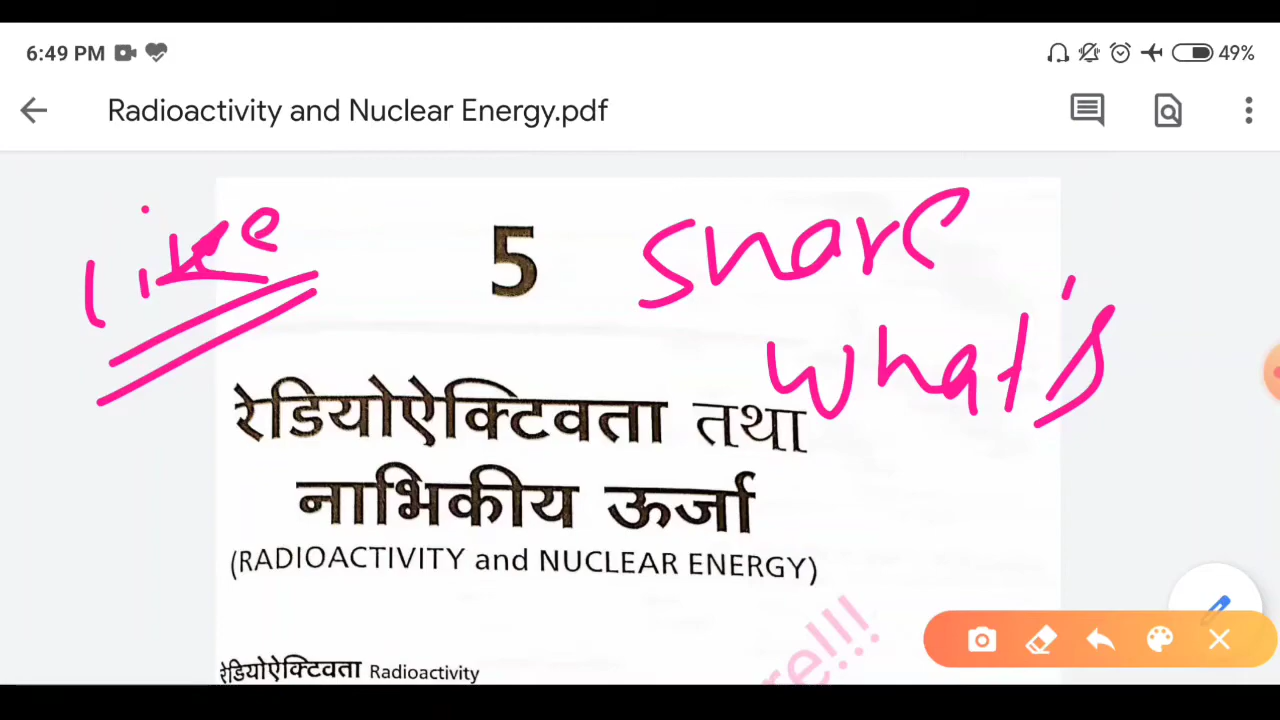 6:49 PM 49%
Radioactivity and Nuclear Energy.pdf
like 5 share
what's
रेडियोऐक्टिवता तथा
नाभिकीय ऊर्जा
(RADIOACTIVITY and NUCLEAR ENERGY)
रेडियोऐक्टिवता Radioactivity